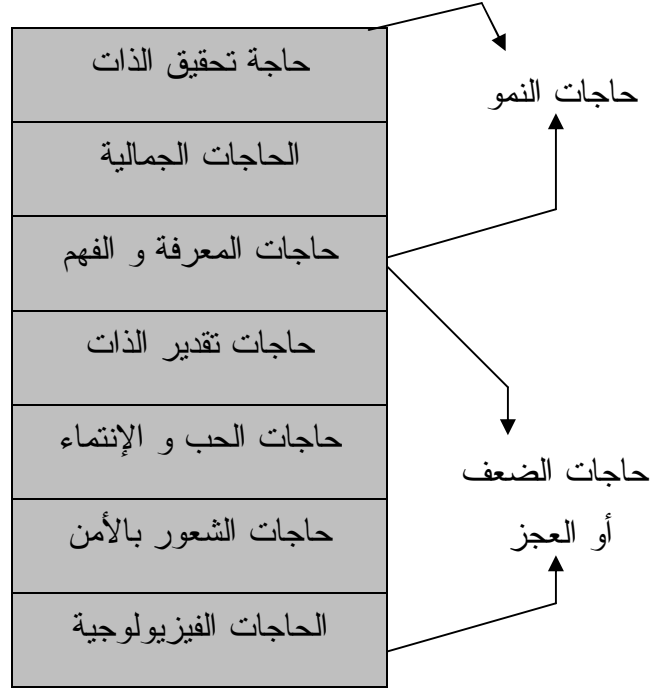 حاجة تحقيق الذات
حاجات النمو
الحاجات الجمالية
حاجات المعرفة و الفهم
حاجات تقدير الذات
حاجات الحب و الإنتماء
حاجات الضعف
أو العجز
حاجات الشعور بالأمن
الحاجات الفيزيولوجية